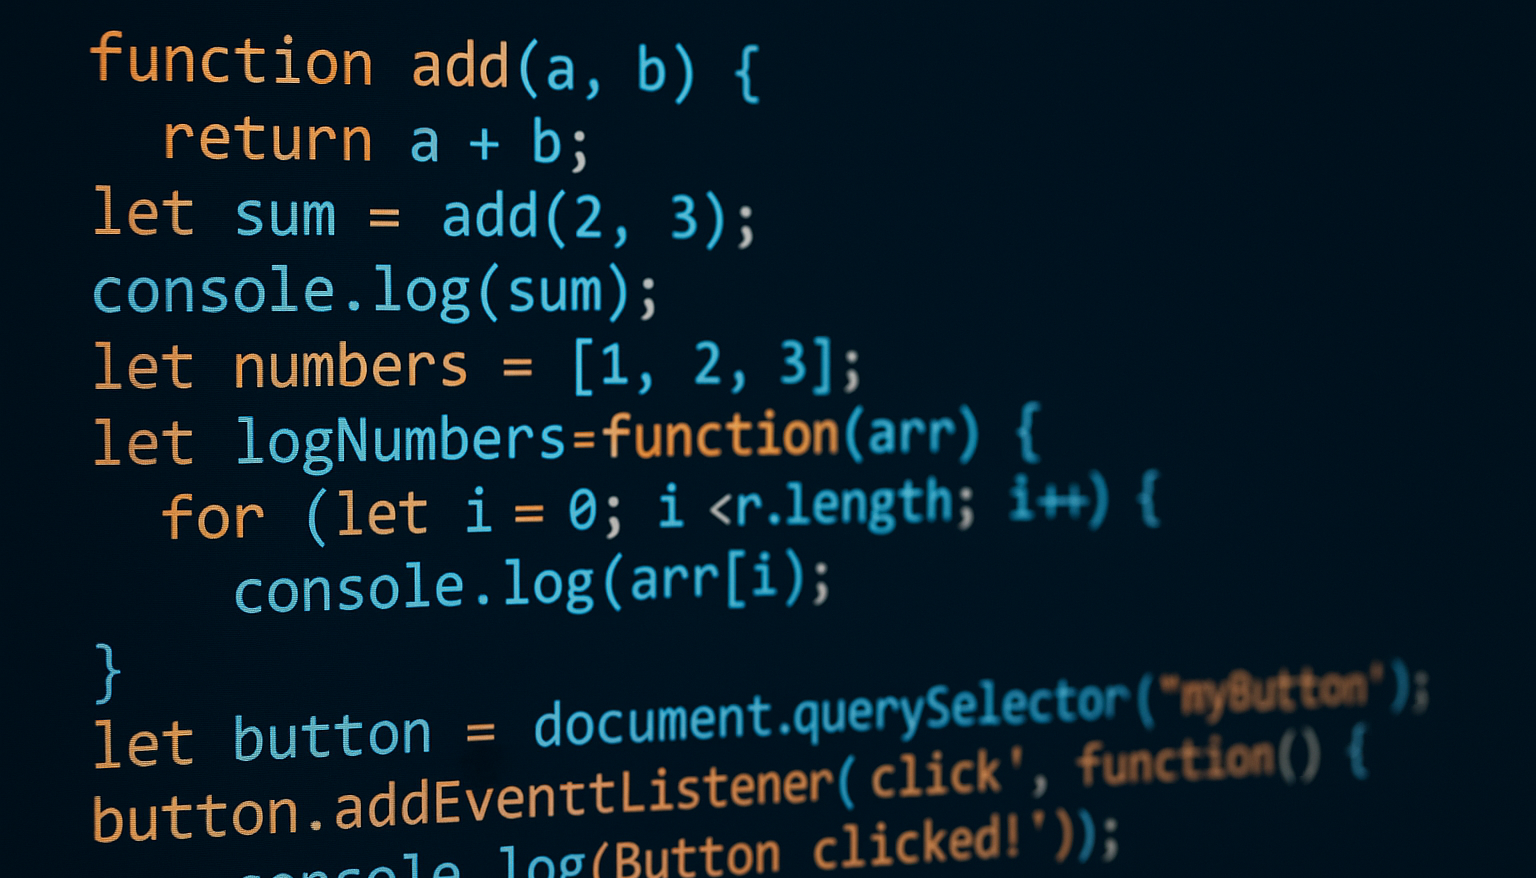 function add(a, b) {
  return a + b;
let sum = add(2, 3);
console.log(sum);
let numbers = [1, 2, 3];
let logNumbers=function(arr) {
  for (let i = 0; i <r.length; i++) {
    console.log(arr[i);
}
let button = document.querySelector("myButton');
button.addEventtListener( click', function() {
    console.log(Button clicked!'));